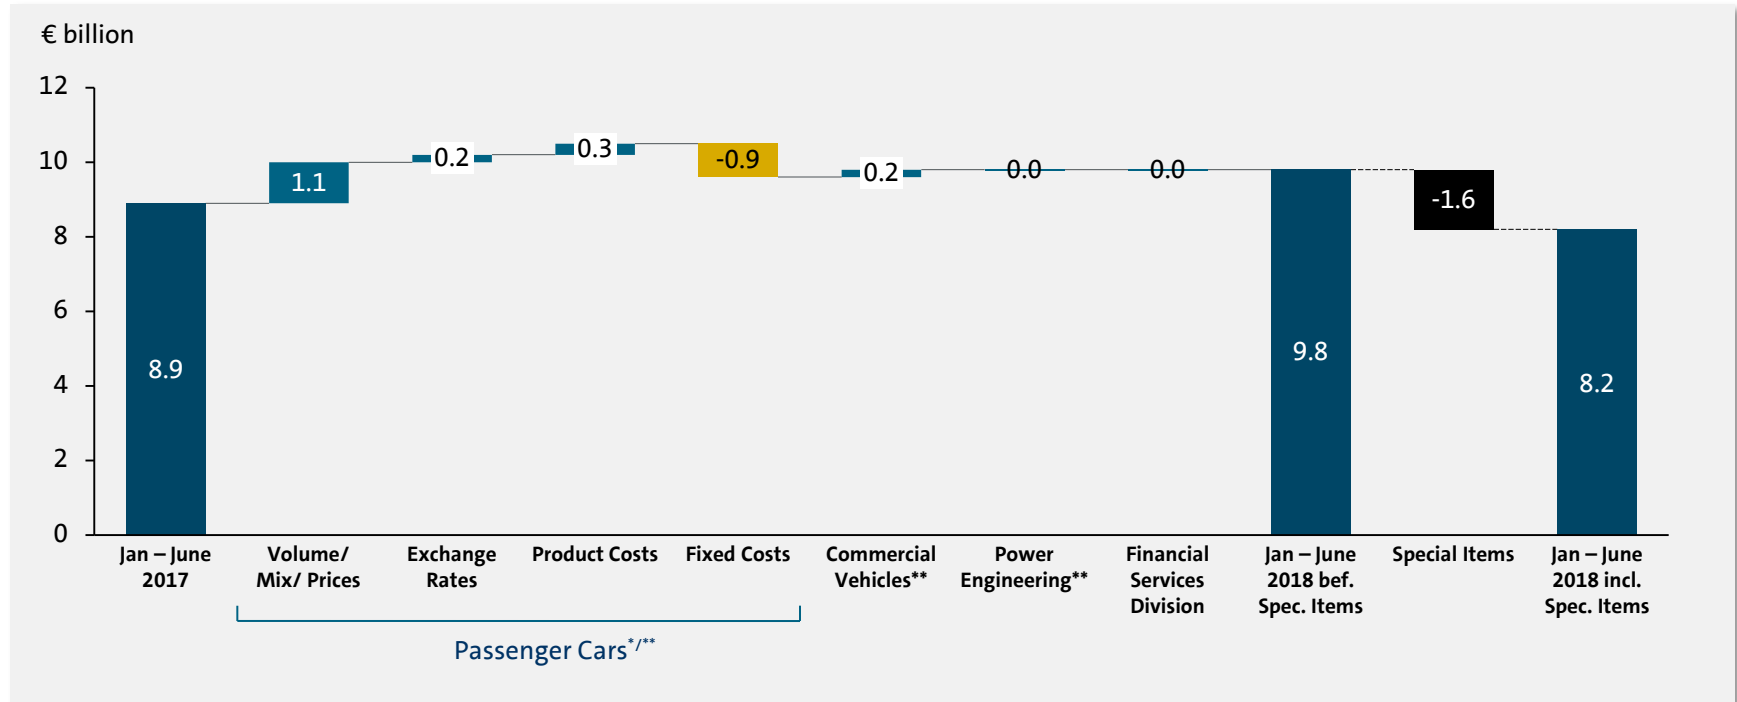 € billion
12
10
8
6
4
2
0
8.9
1.1
0.2
0.3
-0.9
0.2
0.0
0.0
9.8
-1.6
8.2
Jan – June
2017
Volume/
Mix/ Prices
Exchange
Rates
Product Costs
Fixed Costs
Commercial
Vehicles**
Power
Engineering**
Financial
Services
Division
Jan – June
2018 bef.
Spec. Items
Special Items
Jan – June
2018 incl.
Spec. Items
Passenger Cars*/**